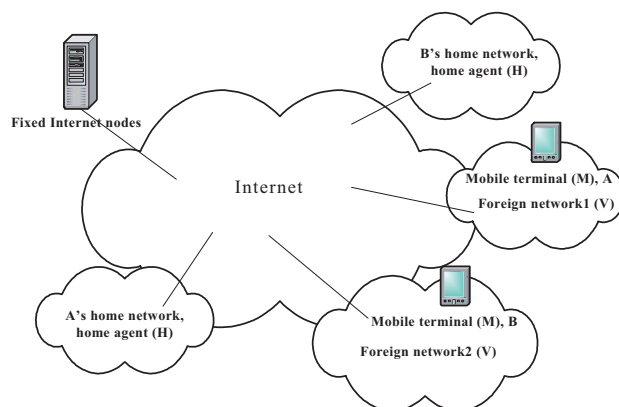 B's home network,
home agent (H)
Fixed Internet nodes
Mobile terminal (M), A
Internet
Foreign network1 (V)
A's home network,
home agent (H)
Mobile terminal (M), B
Foreign network2 (V)